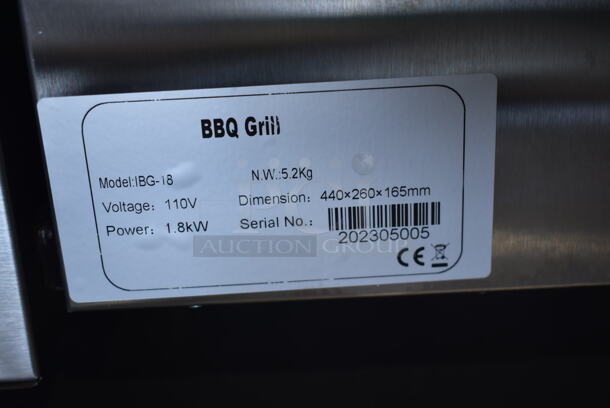 BBQ Grill
Model:IBG-18 N.W.:5.2Kg
Voltage: 110V Dimension: 440×260×165mm
Power: 1.8kW Serial No.:
202305005
AUCTION GROUP
CE